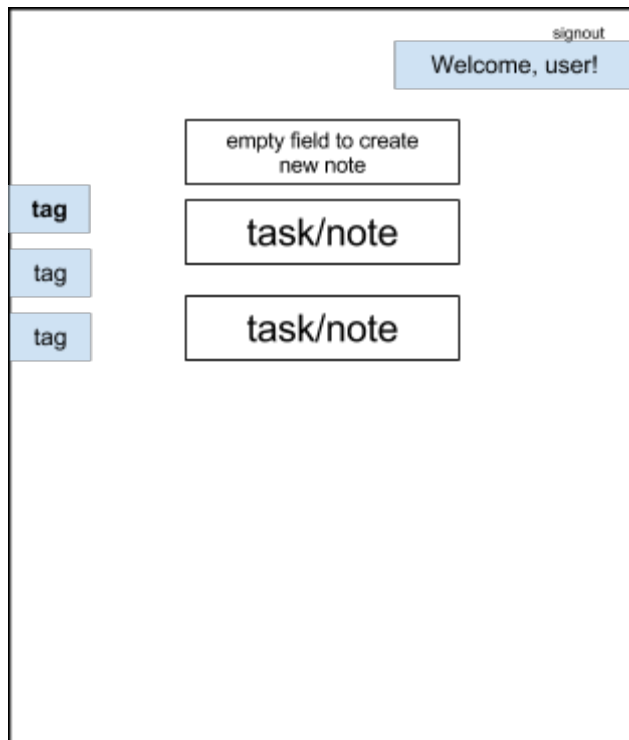 signout
Welcome, user!
empty field to create
new note
tag
task/note
tag
task/note
tag